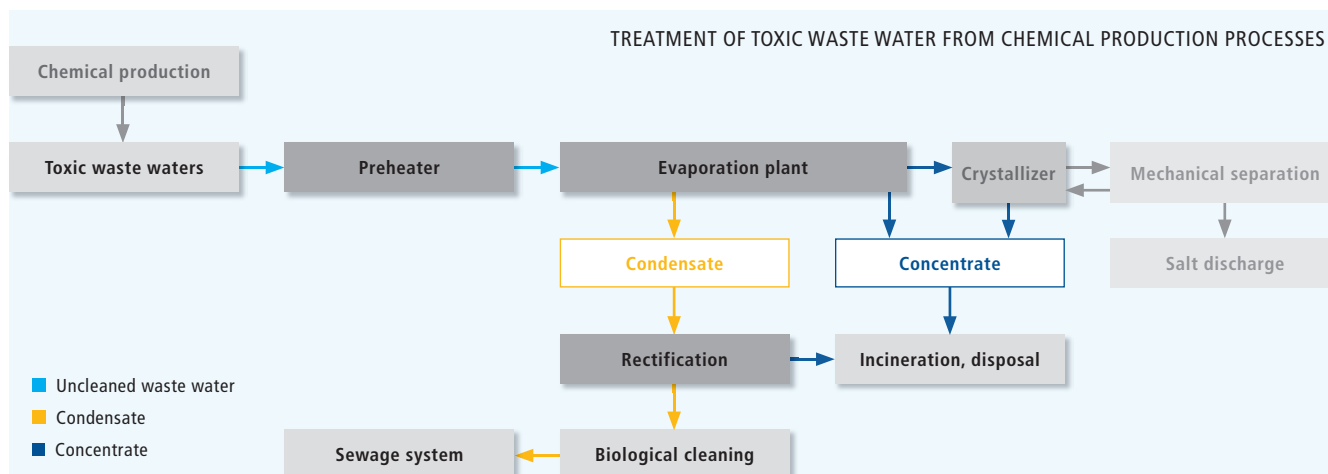 TREATMENT OF TOXIC WASTE WATER FROM CHEMICAL PRODUCTION PROCESSES
Chemical production
Toxic waste waters
Preheater
Evaporation plant
Crystallizer
Mechanical separation
Condensate
Concentrate
Salt discharge
Rectification
Incineration, disposal
Uncleaned waste water
Condensate
Concentrate
Sewage system
Biological cleaning